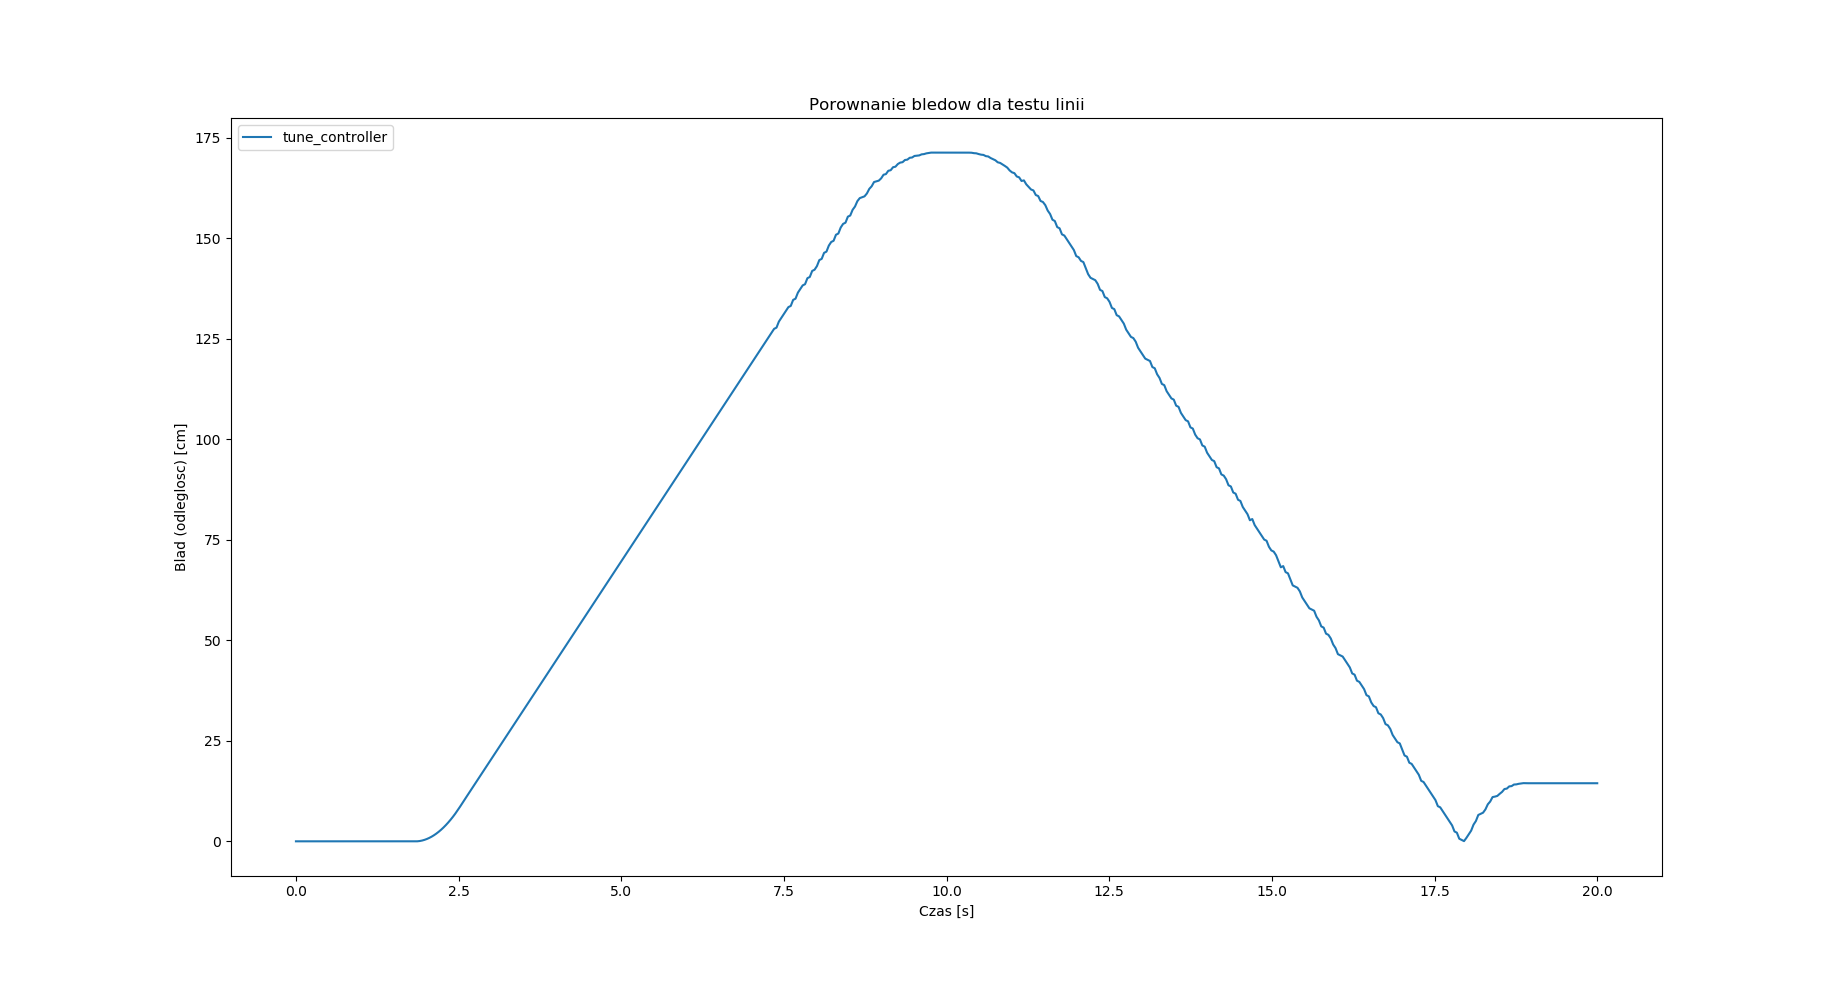 Porownanie bledow dla testu linii
tune_controller
175
150
125
100
75
50
25
0
Blad (odleglosc) [cm]
0.0 2.5 5.0 7.5 10.0 12.5 15.0 17.5 20.0
Czas [s]